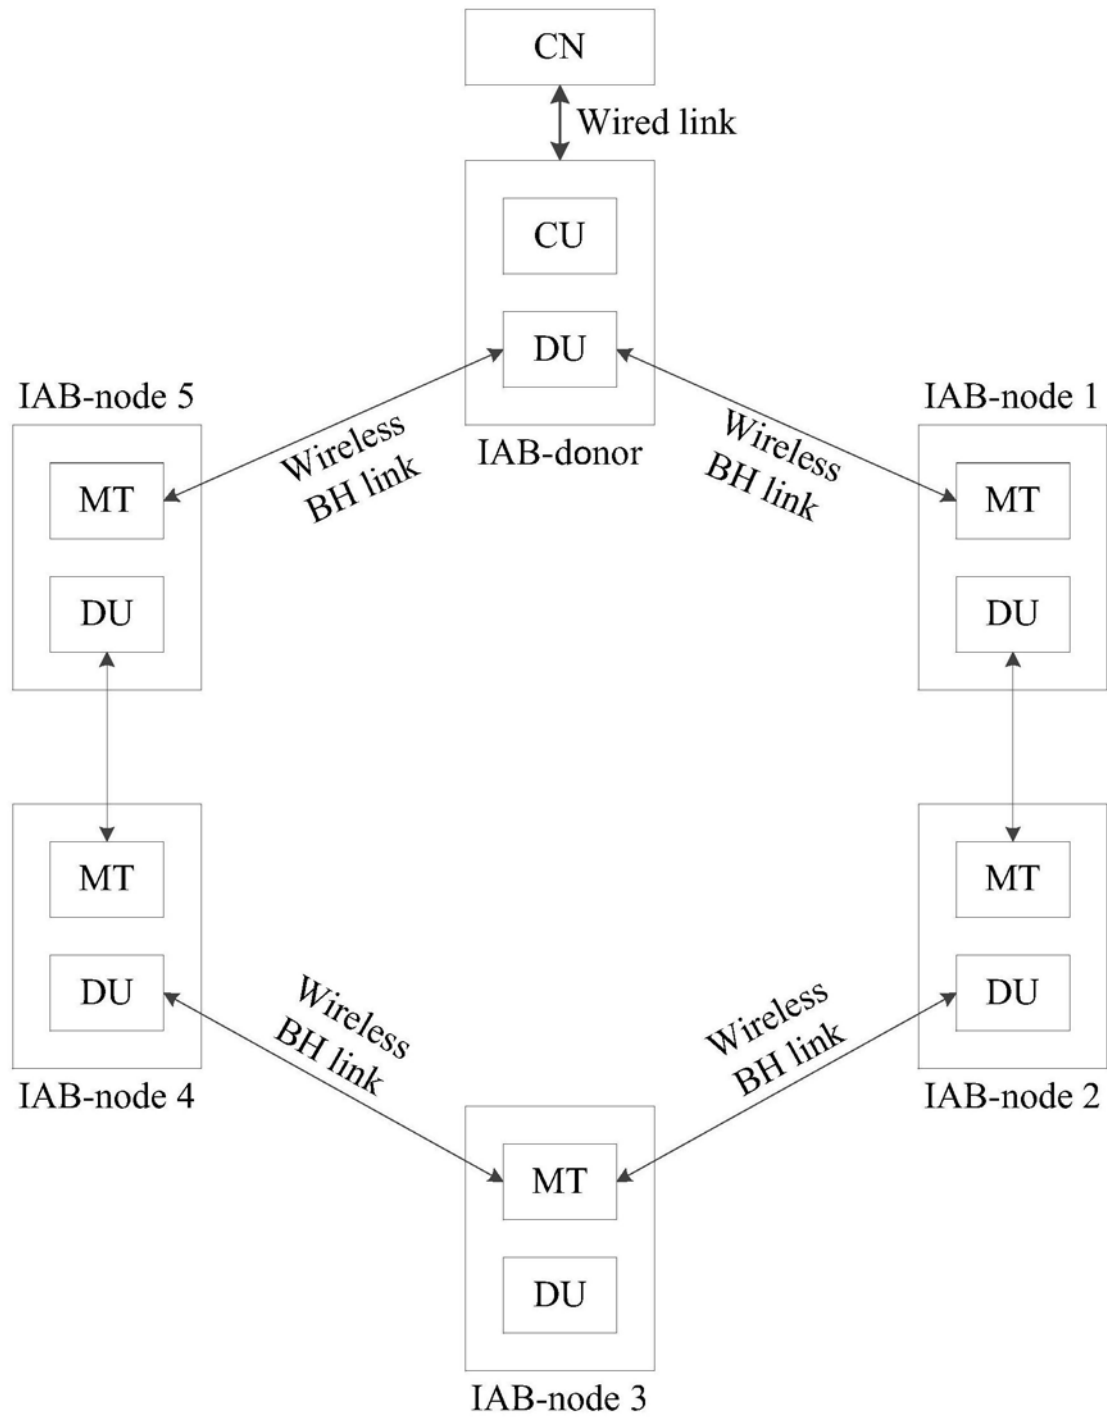 CN
Wired link
CU
DU
IAB-donor
IAB-node 5
MT
DU
Wireless
BH link
Wireless
BH link
IAB-node 1
MT
DU
MT
DU
IAB-node 4
Wireless
BH link
Wireless
BH link
MT
DU
IAB-node 2
MT
DU
IAB-node 3